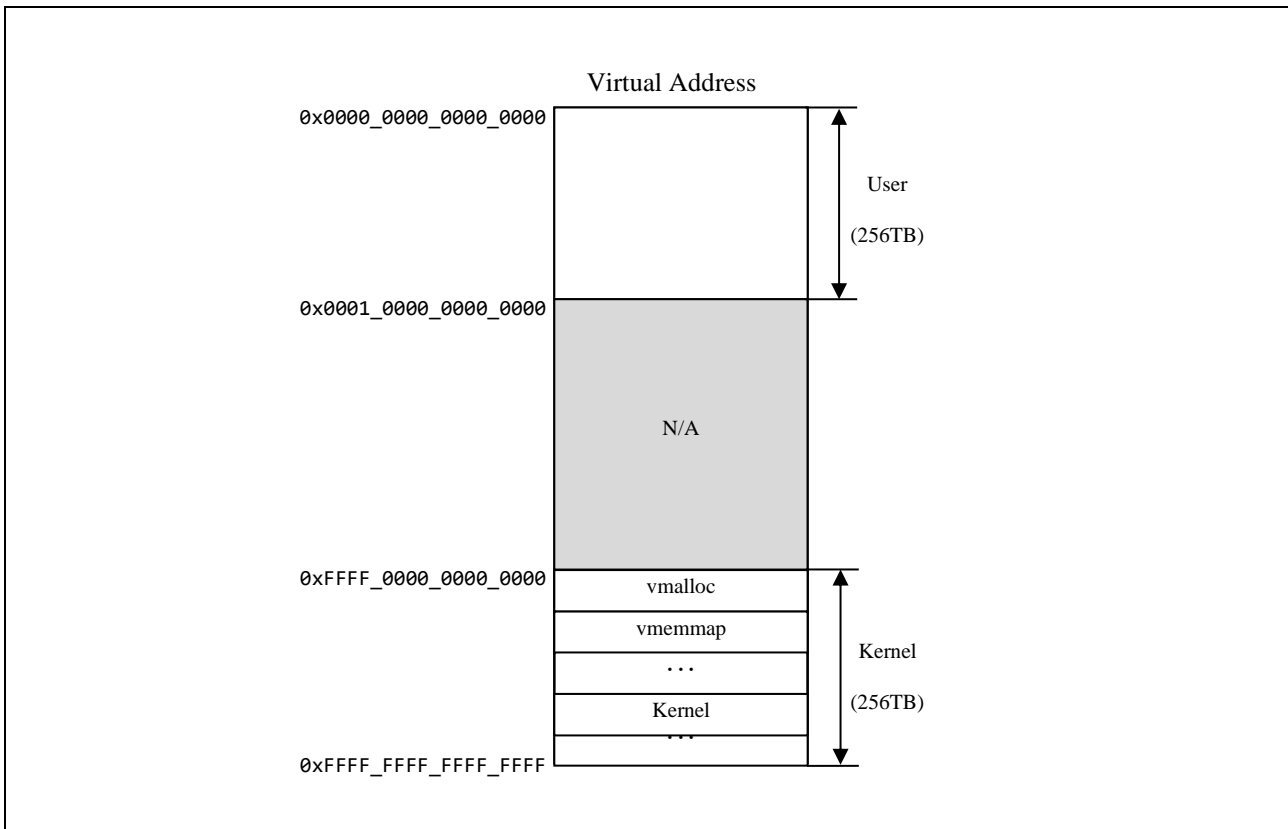 Virtual Address
0x0000_0000_0000_0000
User
(256TB)
0x0001_0000_0000_0000
N/A
0xFFFF_0000_0000_0000
vmalloc
vmemmap
...
Kernel
Kernel
(256TB)
...
0xFFFF_FFFF_FFFF_FFFF